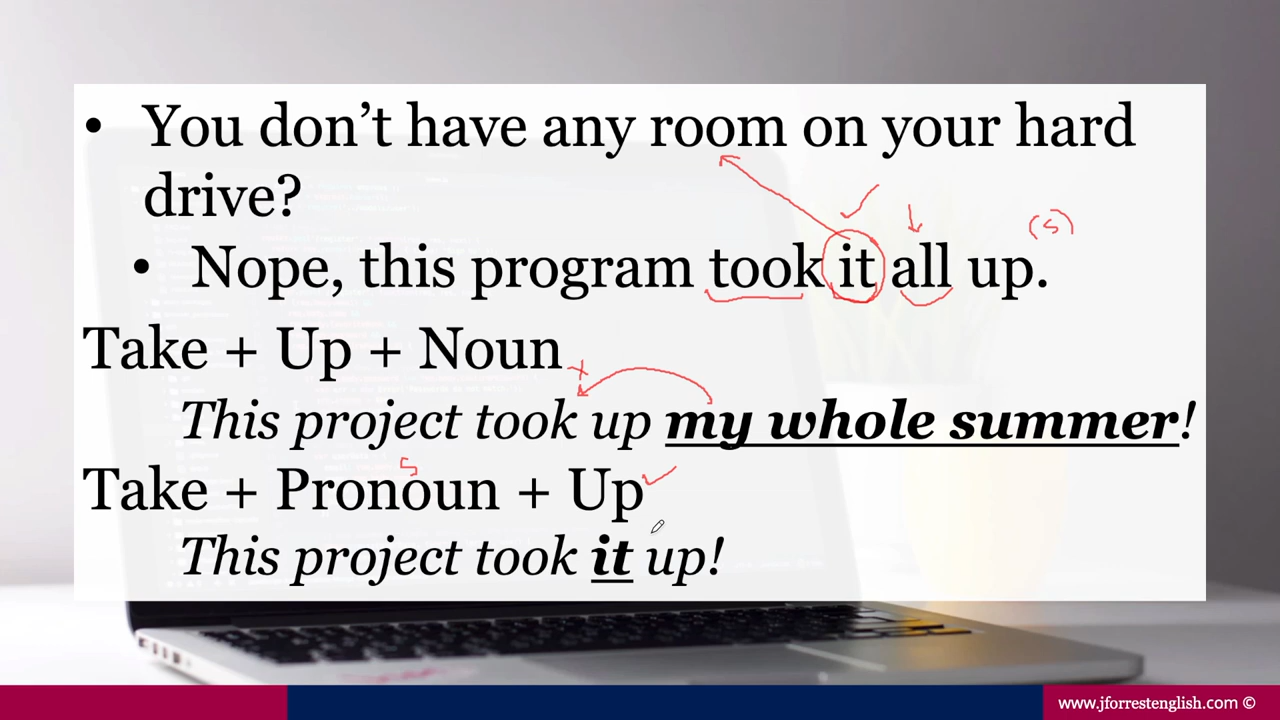 • You don’t have any room on your hard
drive?
(s)
• Nope, this program took it all up.
Take + Up + Noun
x
This project took up my whole summer!
s
Take + Pronoun + Up
This project took it up!
www.jforrestenglish.com ©